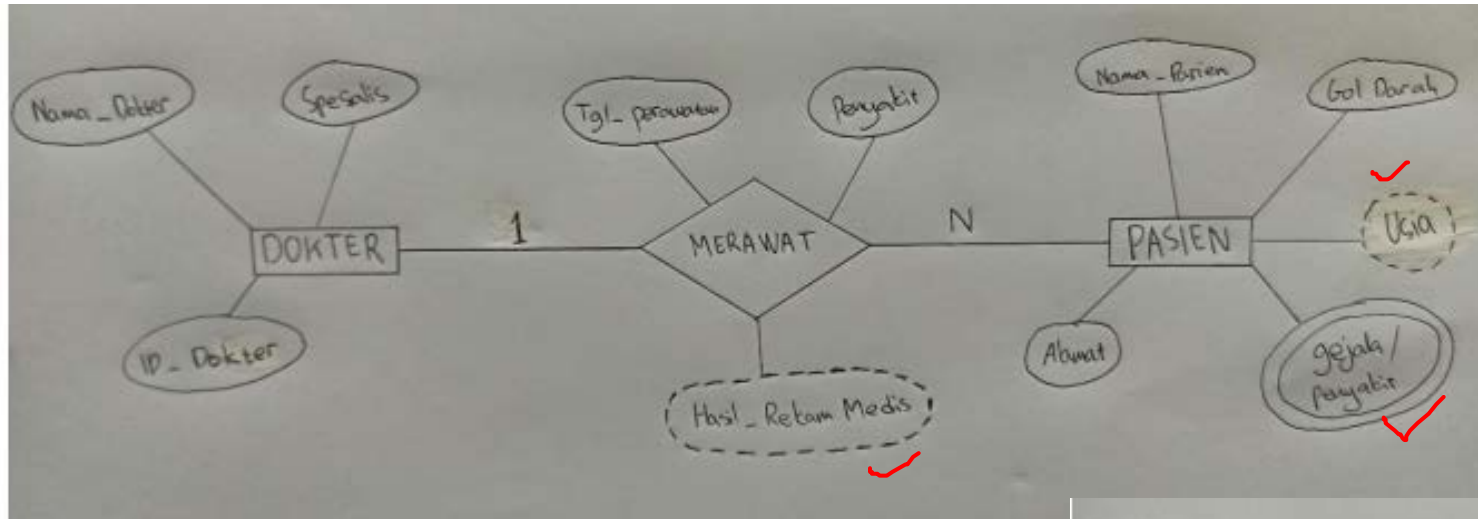 Nama_Dokter
Spesalis
Tgl_perawatan
Penyakit
Nama_Pasien
Gol Darah
DOKTER
1
MERAWAT
N
PASIEN
Usia
ID_Dokter
Alamat
gejala/
penyakit
Hasil_Rekam Medis